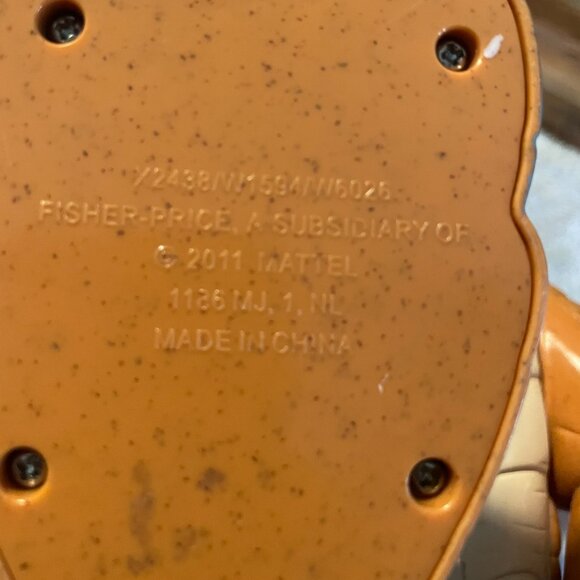 X2438/W1594/W6026
FISHER-PRICE, A SUBSIDIARY OF
© 2011 MATTEL
1186 MJ, 1, NL
MADE IN CHINA